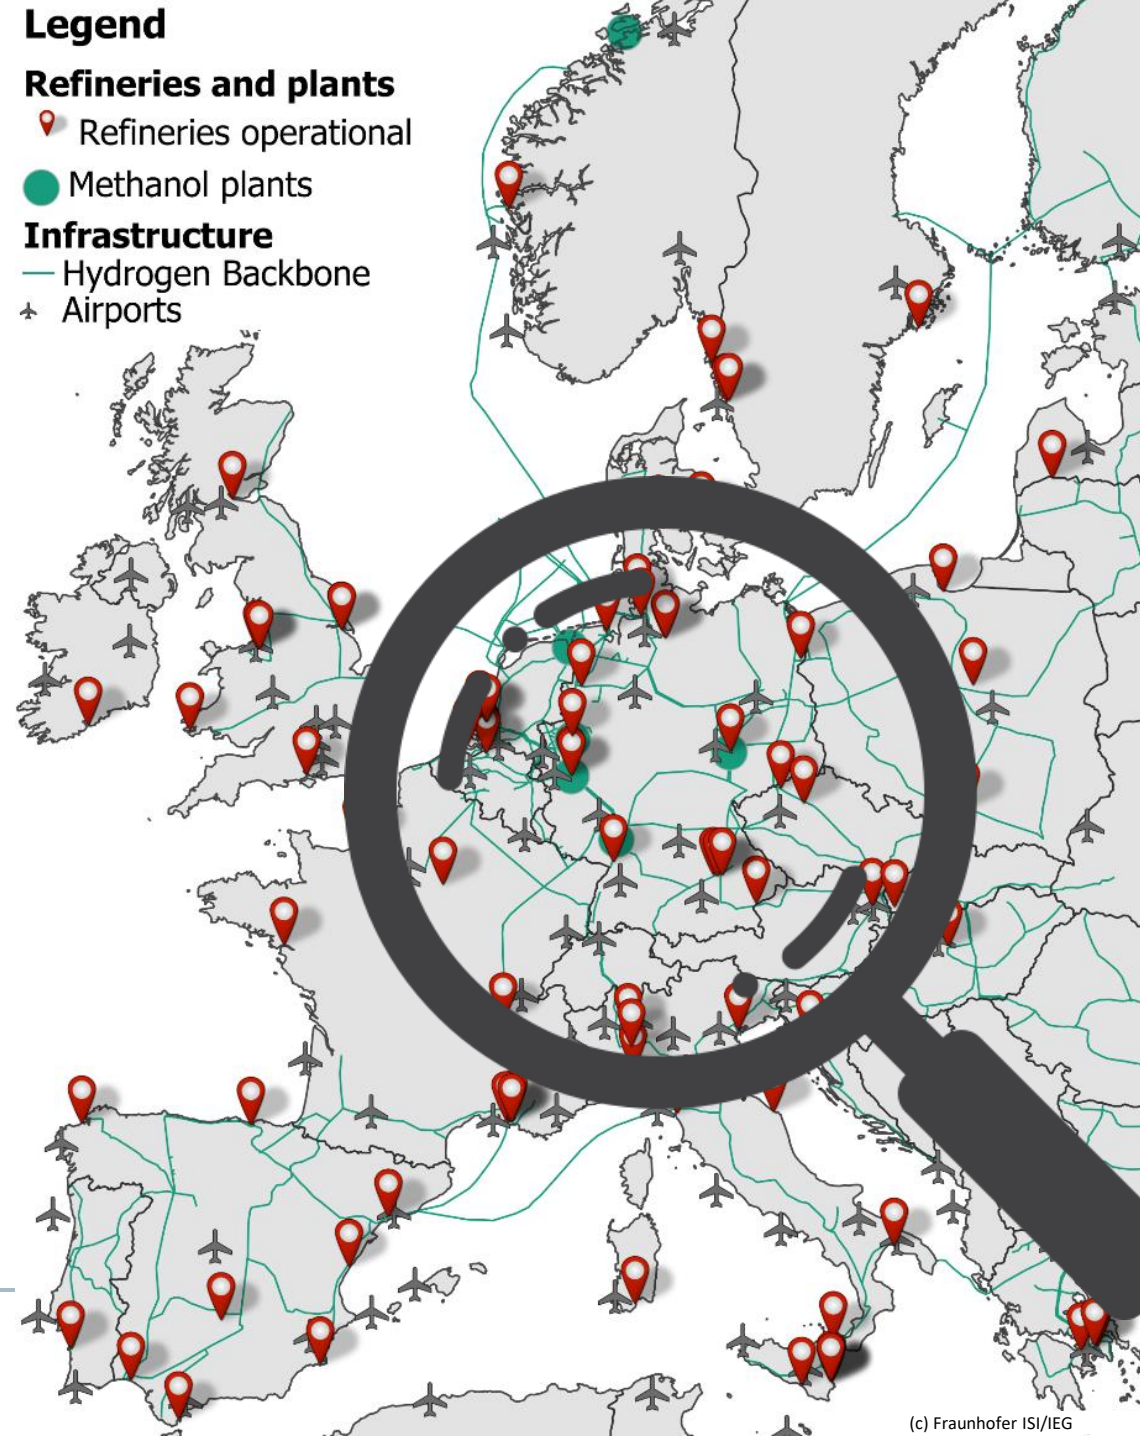 Legend
Refineries and plants
Refineries operational
Methanol plants
Infrastructure
Hydrogen Backbone
Airports
(c) Fraunhofer ISI/IEG